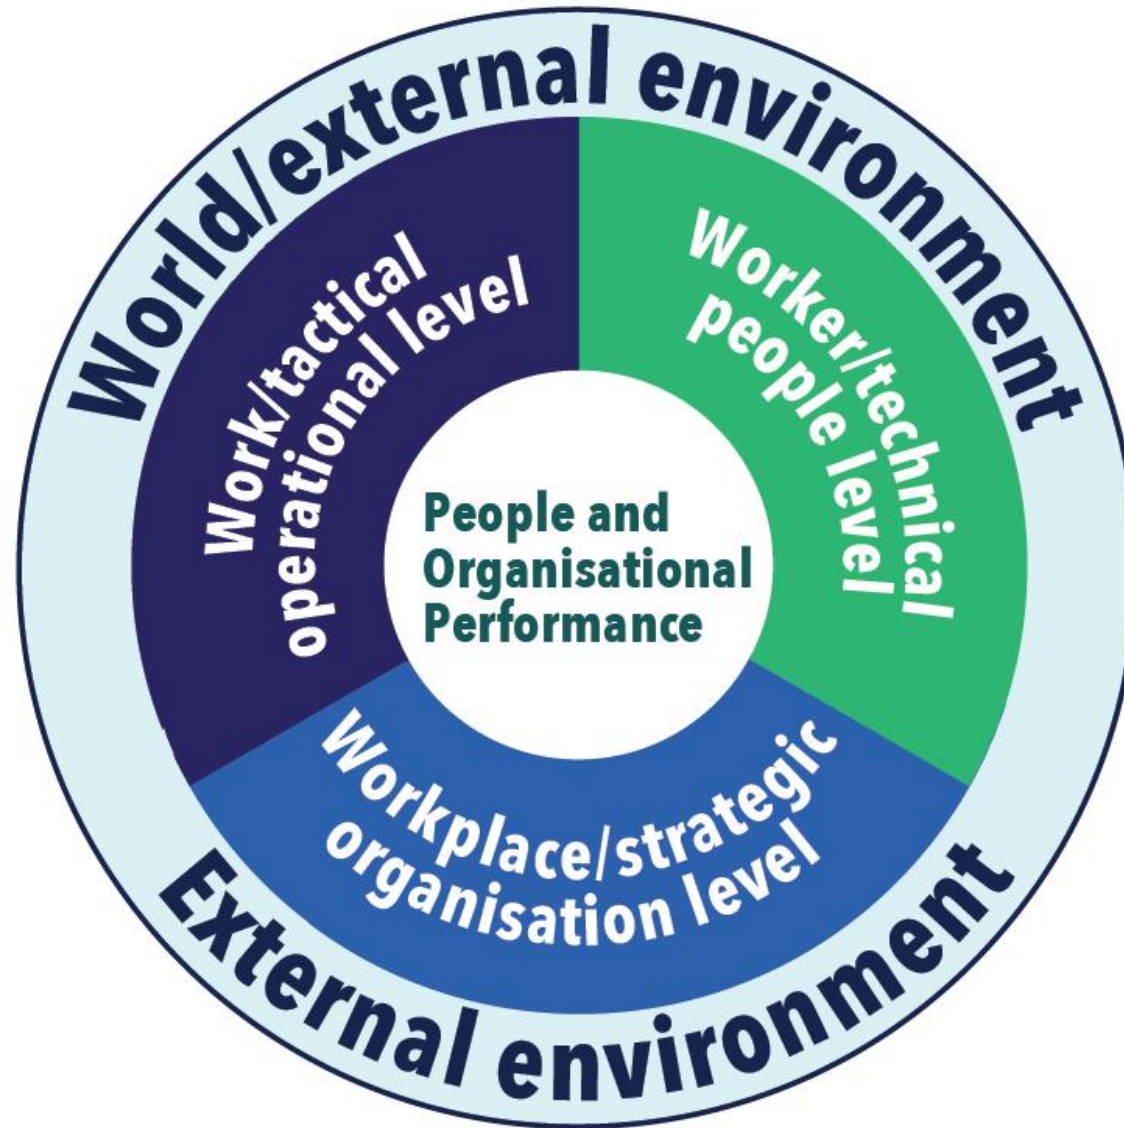 World/external environment
Work/tactical
operational level
Worker/technical
people level
People and
Organisational
Performance
Workplace/strategic
organisation level
External environment